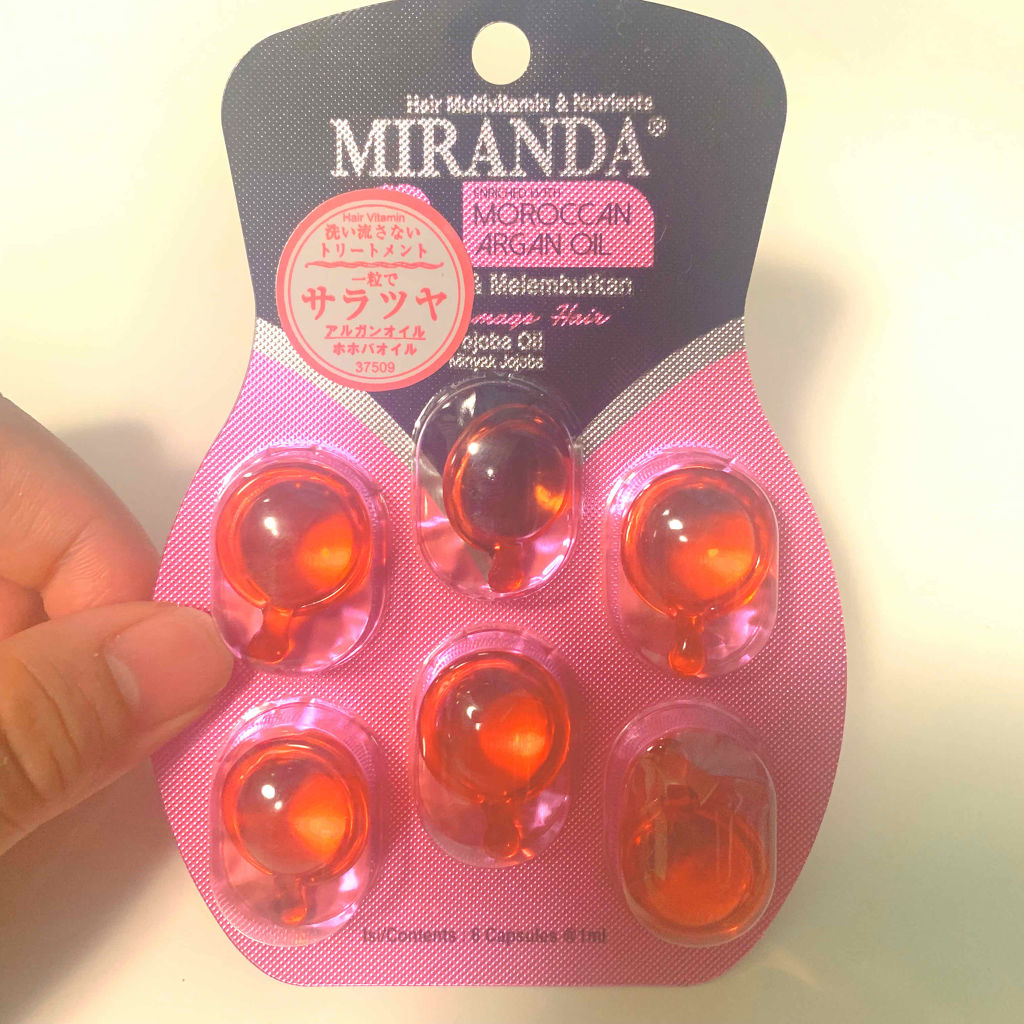 Hair Multivitamin & Nutrients
MIRANDA®
ENRICHED WITH
MOROCCAN
ARGAN OIL
& Melembutkan
Hair
Oil
Minyak Jojoba
Hair Vitamin
洗い流さない
トリートメント
一粒で
サラツヤ
アルガンオイル
ホホバオイル
37509
Isi/Contents : 6 Capsules @1ml